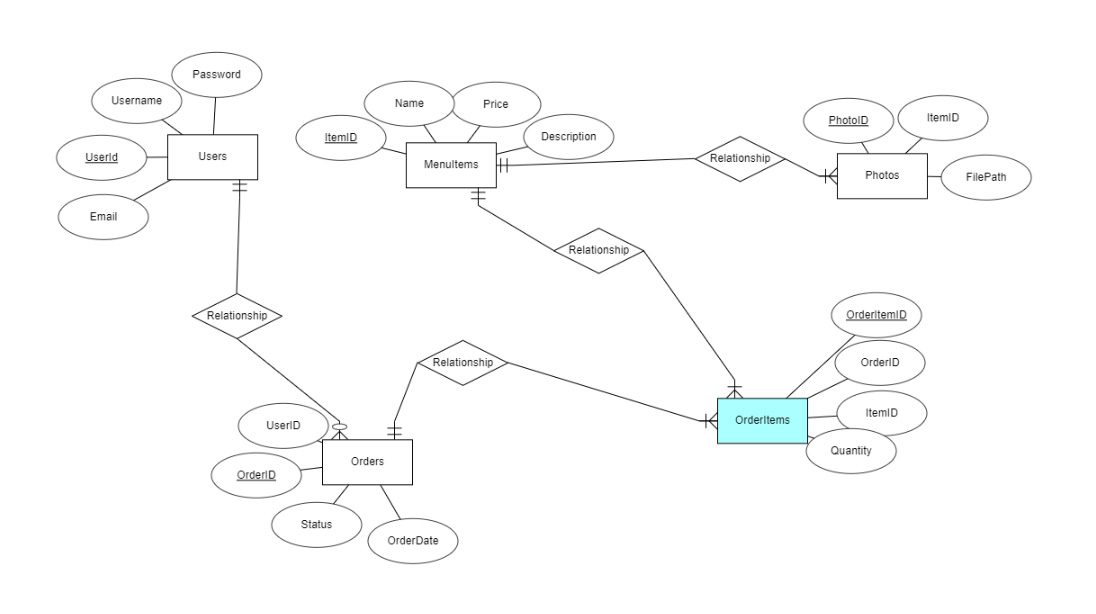 Password
Username
Users
UserId
Email
Name
Price
ItemID
Description
MenuItems
Relationship
PhotoID
ItemID
Photos
FilePath
Relationship
Relationship
Relationship
OrderItemID
OrderID
ItemID
OrderItems
Quantity
UserID
Orders
OrderID
Status
OrderDate